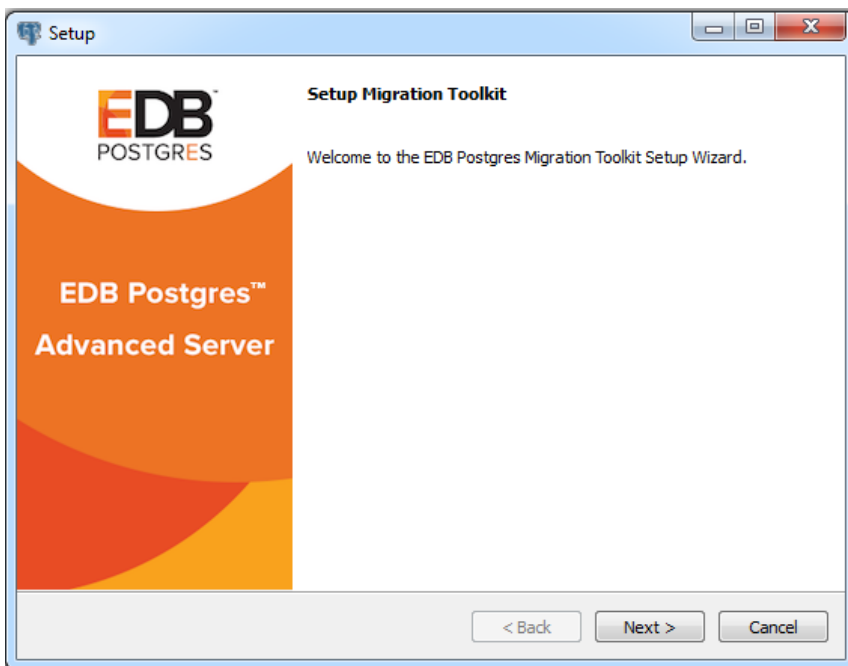 Setup
EDB™
POSTGRES
Setup Migration Toolkit
Welcome to the EDB Postgres Migration Toolkit Setup Wizard.
EDB Postgres™
Advanced Server
< Back
Next >
Cancel